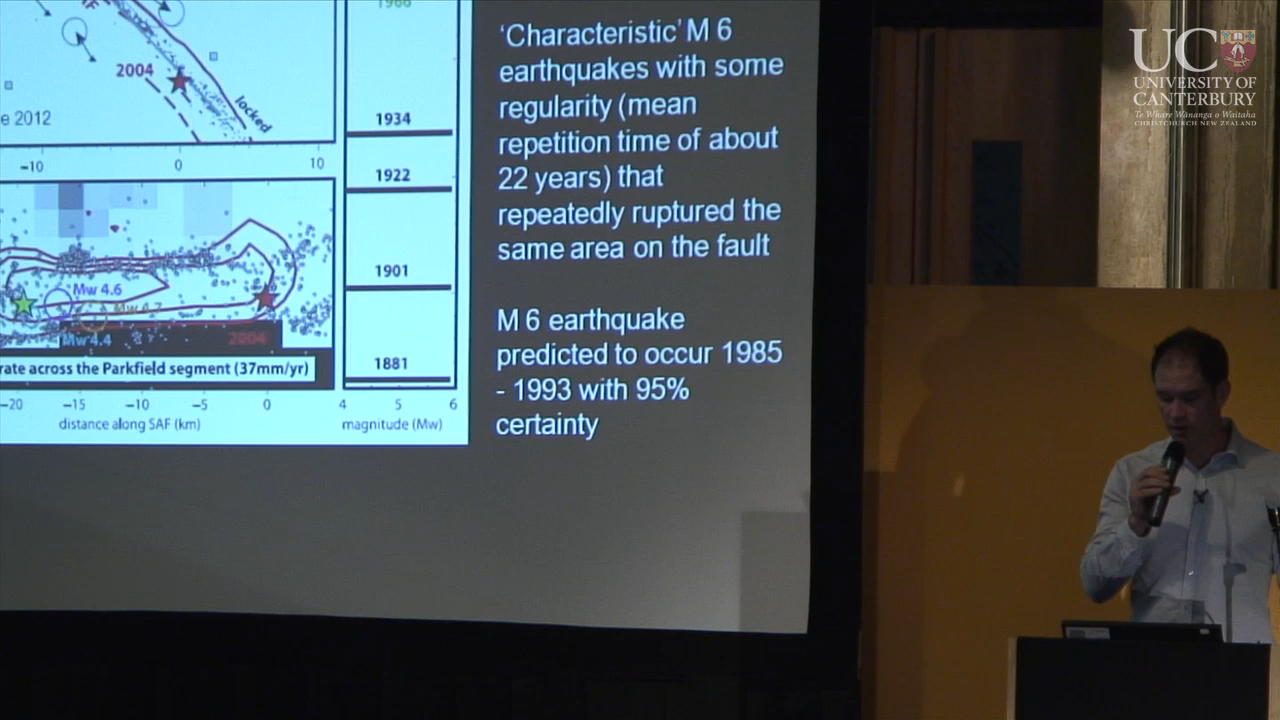 1966
2004
locked
e 2012
-10
0
10
1934
1922
1901
1881
Mw 4.6
Mw 4.7
Mw 4.4
2004
rate across the Parkfield segment (37mm/yr)
-20
-15
-10
-5
0
distance along SAF (km)
4
5
6
magnitude (Mw)
‘Characteristic’ M 6
earthquakes with some
regularity (mean
repetition time of about
22 years) that
repeatedly ruptured the
same area on the fault
M 6 earthquake
predicted to occur 1985
- 1993 with 95%
certainty
UC
UNIVERSITY OF
CANTERBURY
Te Whare Wānanga o Waitaha
CHRISTCHURCH NEW ZEALAND